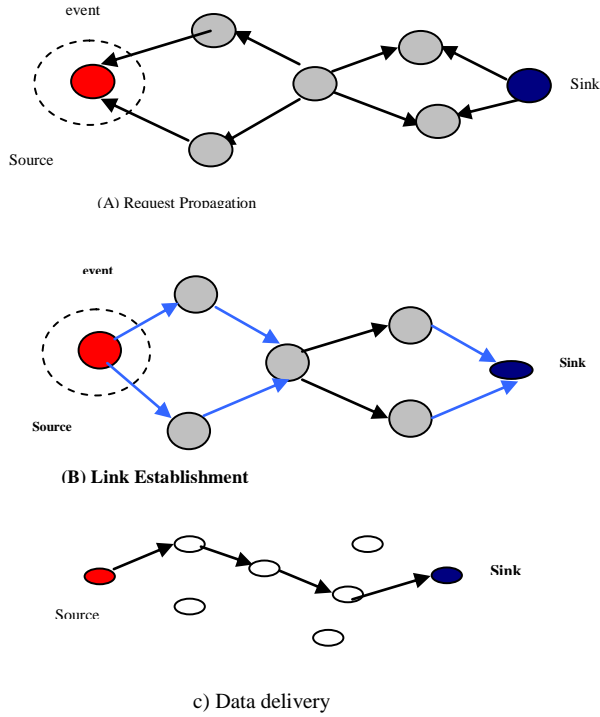 event
Sink
Source
(A) Request Propagation
event
Sink
Source
(B) Link Establishment
Sink
Source
c) Data delivery